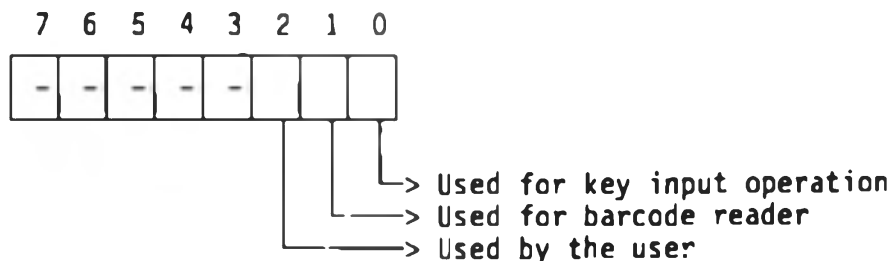 7 6 5 4 3 2 1 0
- - - - -
> Used for key input operation
> Used for barcode reader
> Used by the user